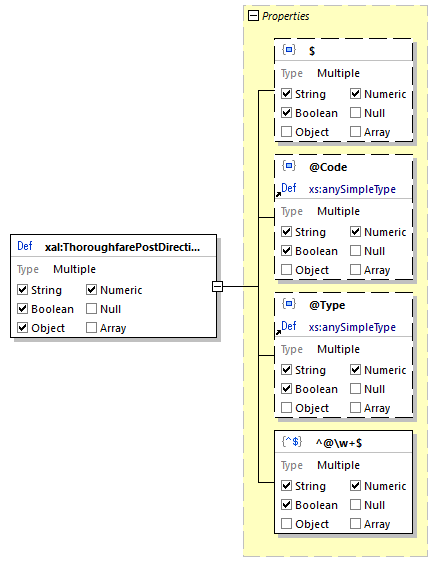 Properties
$
Type Multiple
String Numeric
Boolean Null
Object Array
@Code
Def xs:anySimpleType
Type Multiple
String Numeric
Boolean Null
Object Array
Def xal:ThoroughfarePostDirecti...
Type Multiple
String Numeric
Boolean Null
Object Array
@Type
Def xs:anySimpleType
Type Multiple
String Numeric
Boolean Null
Object Array
{^$} ^@\w+$
Type Multiple
String Numeric
Boolean Null
Object Array